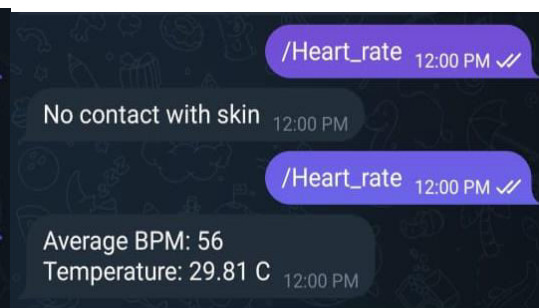 /Heart_rate 12:00 PM
No contact with skin 12:00 PM
/Heart_rate 12:00 PM
Average BPM: 56
Temperature: 29.81 C 12:00 PM